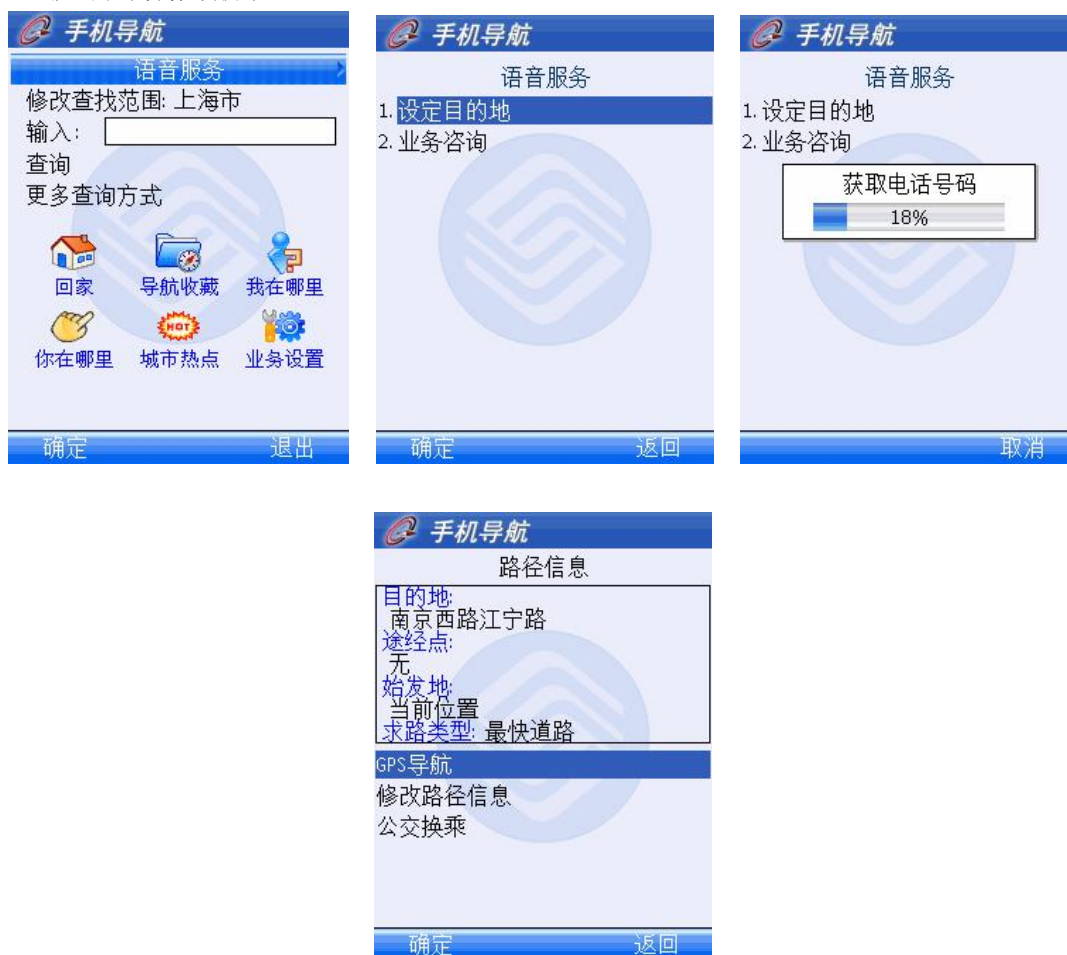 手机导航
语音服务
修改查找范围: 上海市
输入:
查询
更多查询方式
回家 导航收藏 我在哪里
HOT
你在哪里 城市热点 业务设置
确定 退出
手机导航
语音服务
1. 设定目的地
2. 业务咨询
确定 返回
手机导航
语音服务
1. 设定目的地
2. 业务咨询
获取电话号码
18%
取消
手机导航
路径信息
目的地:
南京西路江宁路
途经点:
无
始发地:
当前位置
求路类型: 最快道路
GPS导航
修改路径信息
公交换乘
确定 返回